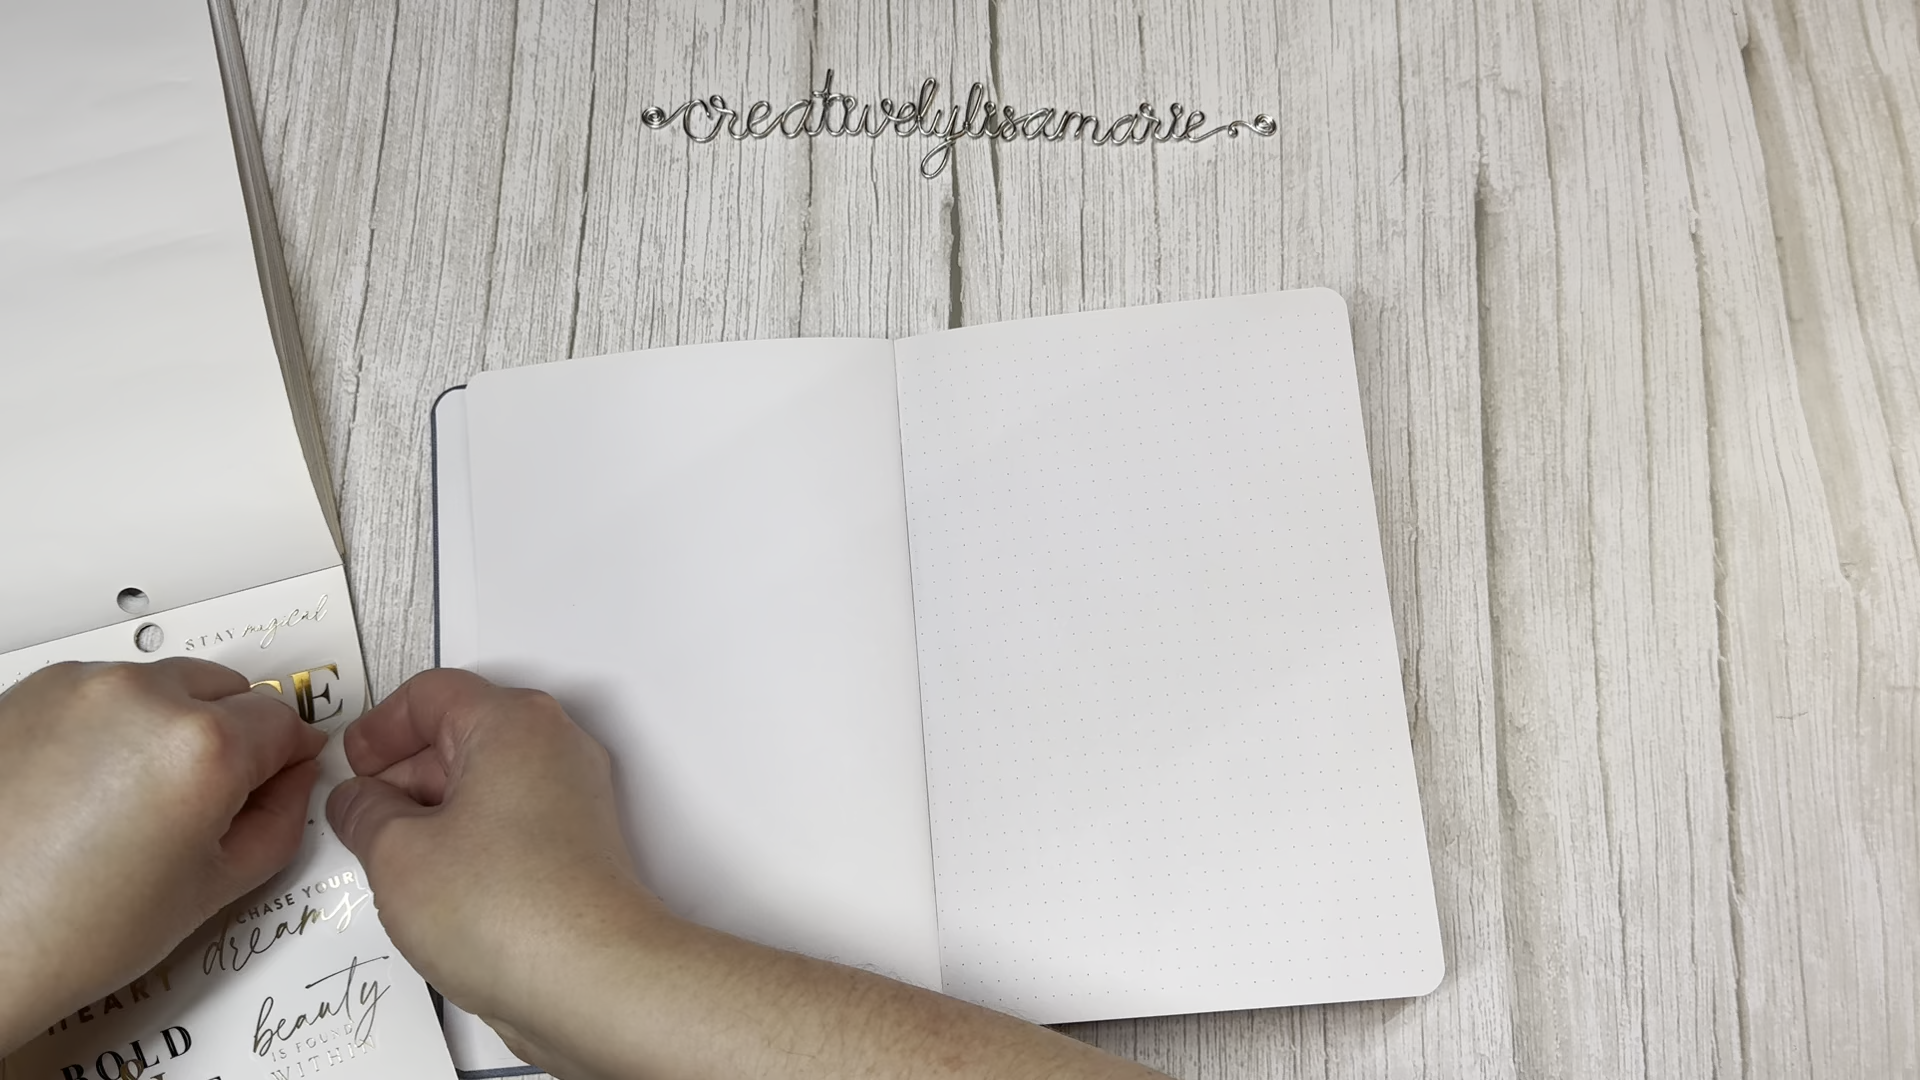 creativelylisamarie
STAY magical
CHASE YOUR
dreams
HEART
beauty
IS FOUND
WITHIN
BOLD